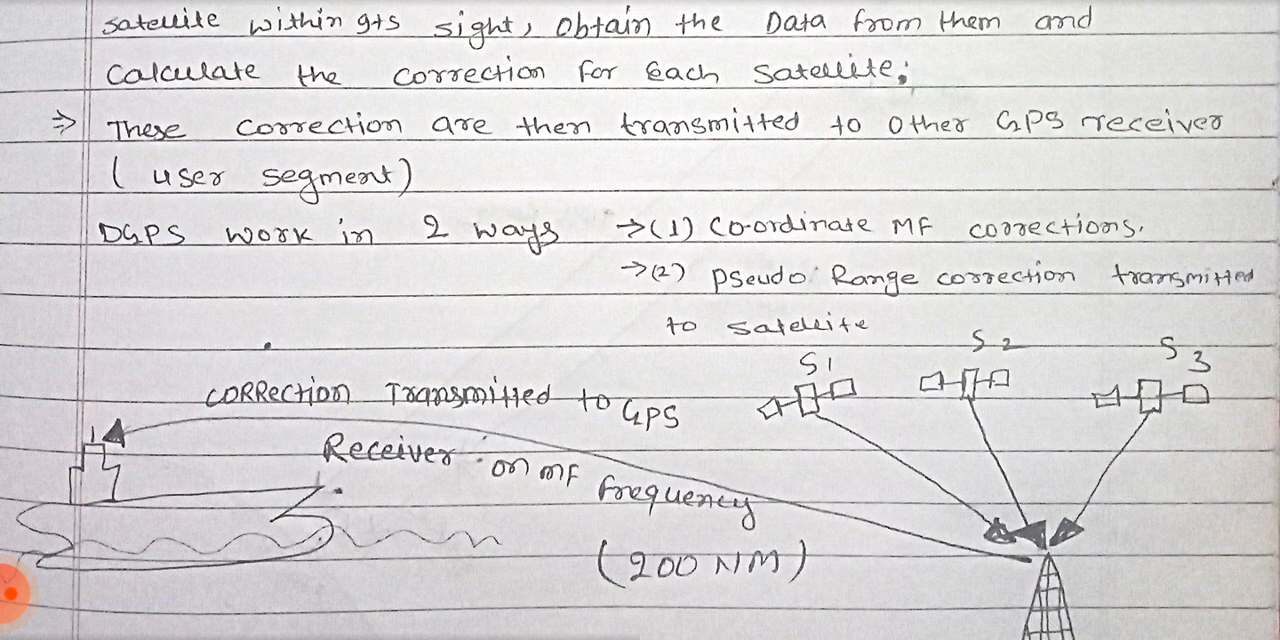 satellite within gts sight, obtain the Data from them and
calculate the correction for Each satellite;
⇒ These correction are then transmitted to other GPS receiver
( user segment)
DGPS work in 2 ways →(1) co-ordinate MF corrections.
→(2) pseudo Range correction transmitted
to satellite
S1 S2 S3
CORRECTION Transmitted to GPS
Receiver on MF frequency
(200 NM)